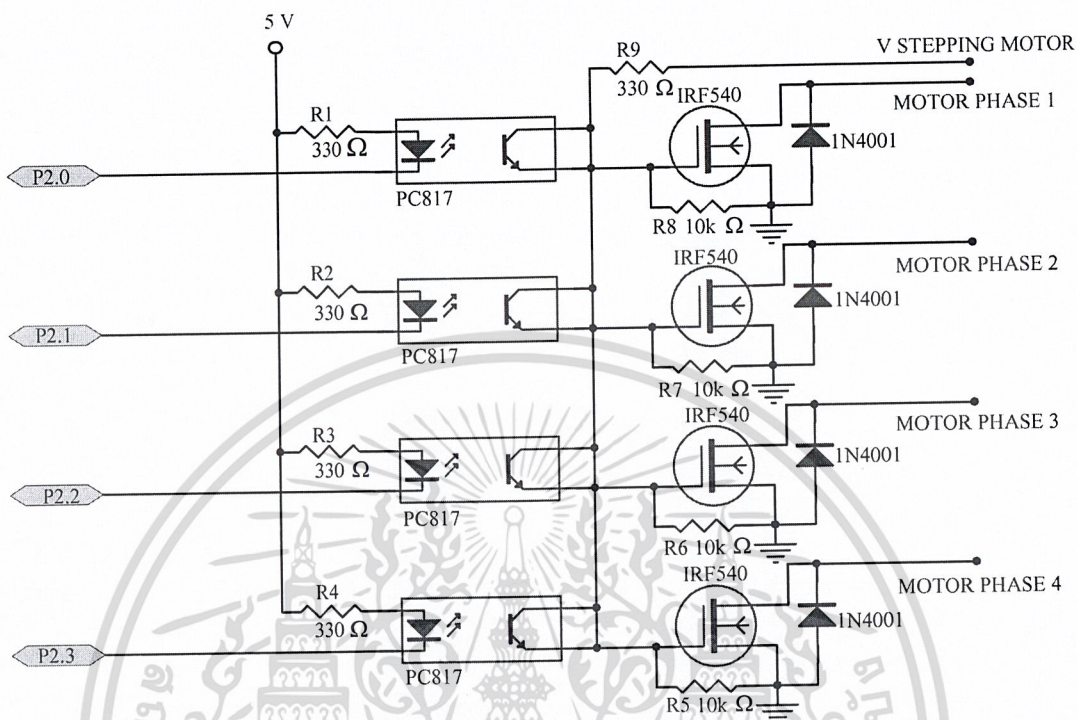 5 V
V STEPPING MOTOR
R9
330 Ω
IRF540
MOTOR PHASE 1
R1
330 Ω
1N4001
P2.0
PC817
R8 10k Ω
IRF540
MOTOR PHASE 2
R2
330 Ω
1N4001
P2.1
PC817
R7 10k Ω
IRF540
MOTOR PHASE 3
R3
330 Ω
1N4001
P2.2
PC817
R6 10k Ω
IRF540
MOTOR PHASE 4
R4
330 Ω
1N4001
P2.3
PC817
R5 10k Ω